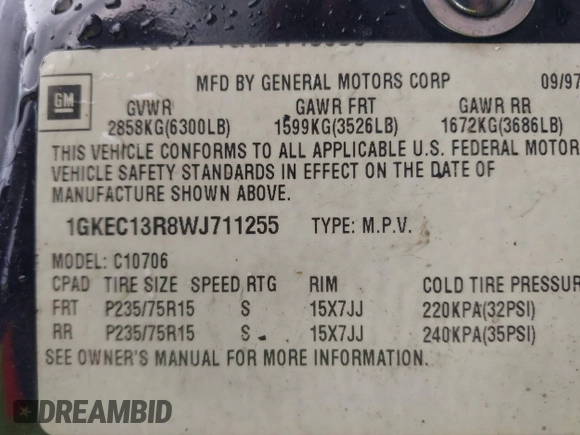 MFD BY GENERAL MOTORS CORP 09/97
GM
GVWR GAWR FRT GAWR RR
2858KG(6300LB) 1599KG(3526LB) 1672KG(3686LB)
THIS VEHICLE CONFORMS TO ALL APPLICABLE U.S. FEDERAL MOTOR
VEHICLE SAFETY STANDARDS IN EFFECT ON THE DATE OF
MANUFACTURE SHOWN ABOVE.
1GKEC13R8WJ711255 TYPE: M.P.V.
MODEL: C10706
CPAD TIRE SIZE SPEED RTG RIM COLD TIRE PRESSUR
FRT P235/75R15 S 15X7JJ 220KPA(32PSI)
RR P235/75R15 S 15X7JJ 240KPA(35PSI)
SEE OWNER'S MANUAL FOR MORE INFORMATION.
DREAMBID